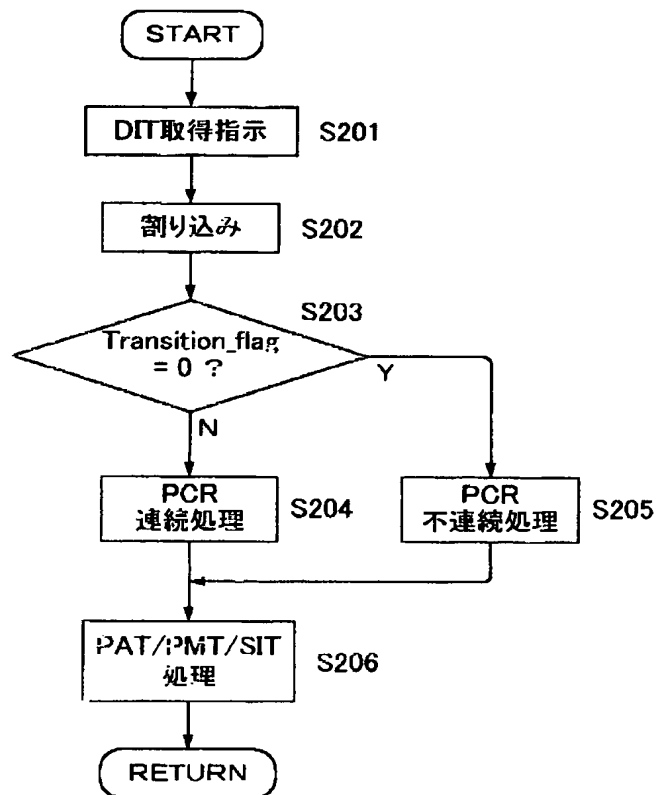 START
DIT取得指示
S201
割り込み
S202
S203
Transition_flag
= 0 ?
Y
N
PCR
連続処理
S204
PCR
不連続処理
S205
PAT/PMT/SIT
処理
S206
RETURN